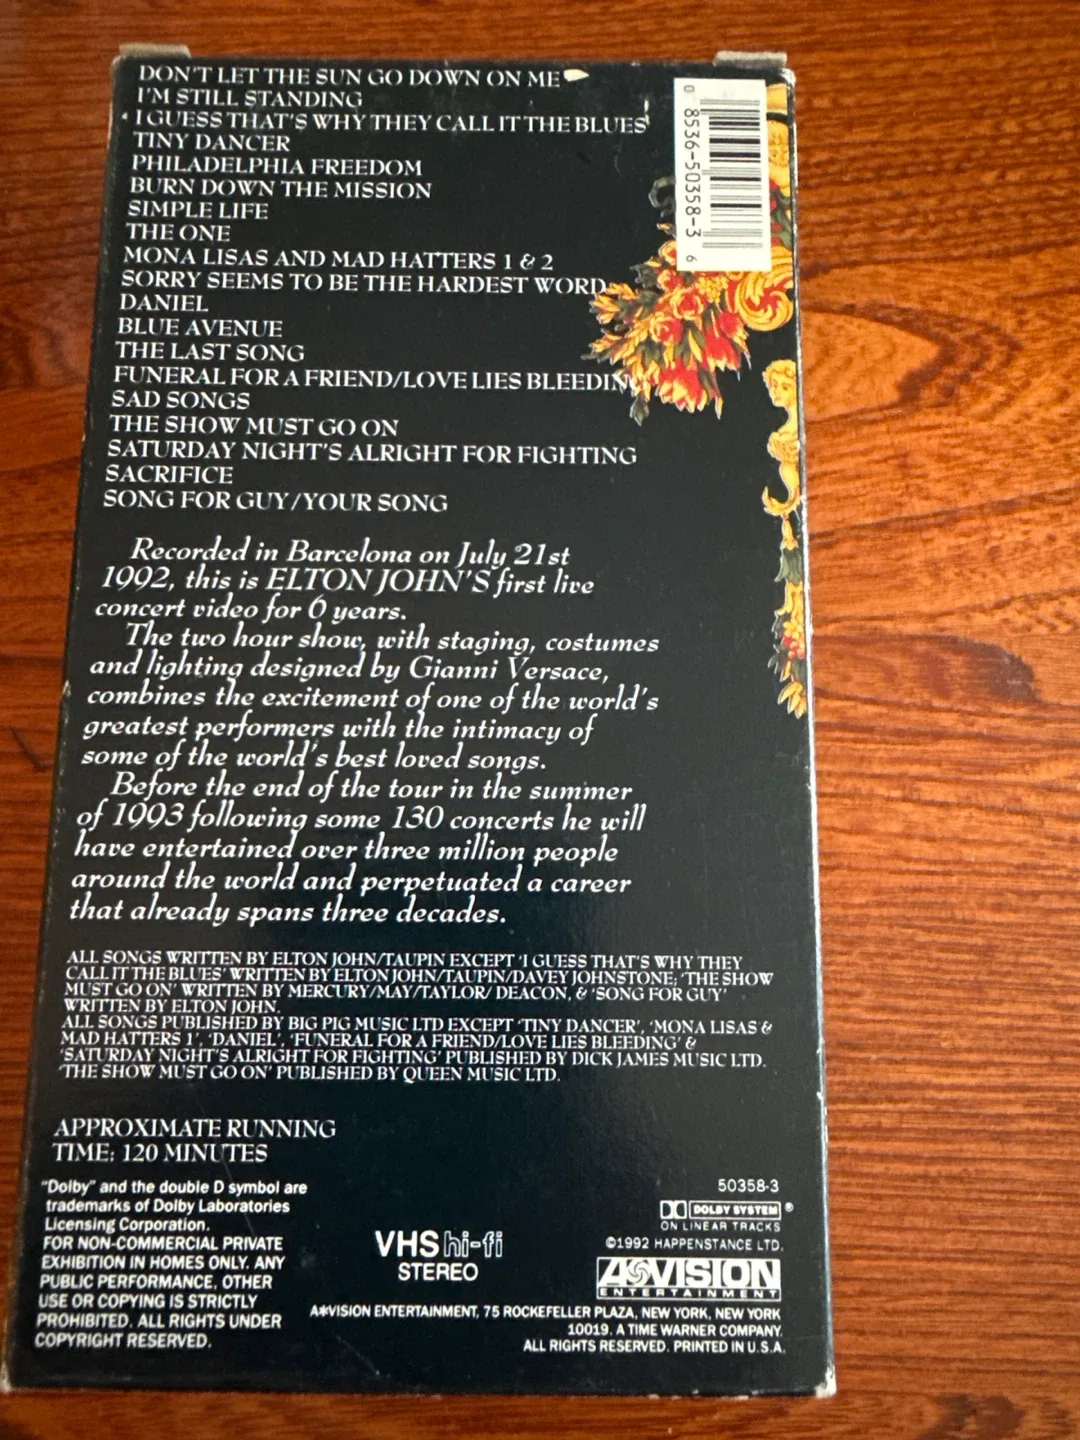 DON'T LET THE SUN GO DOWN ON ME
I'M STILL STANDING
I GUESS THAT'S WHY THEY CALL IT THE BLUES
TINY DANCER
PHILADELPHIA FREEDOM
BURN DOWN THE MISSION
SIMPLE LIFE
THE ONE
MONA LISAS AND MAD HATTERS 1 & 2
SORRY SEEMS TO BE THE HARDEST WORD
DANIEL
BLUE AVENUE
THE LAST SONG
FUNERAL FOR A FRIEND/LOVE LIES BLEEDING
SAD SONGS
THE SHOW MUST GO ON
SATURDAY NIGHT'S ALRIGHT FOR FIGHTING
SACRIFICE
SONG FOR GUY/YOUR SONG
0 8536-50358-3 6
Recorded in Barcelona on July 21st
1992, this is ELTON JOHN'S first live
concert video for 6 years.
The two hour show, with staging, costumes
and lighting designed by Gianni Versace,
combines the excitement of one of the world's
greatest performers with the intimacy of
some of the world's best loved songs.
Before the end of the tour in the summer
of 1993 following some 130 concerts he will
have entertained over three million people
around the world and perpetuated a career
that already spans three decades.
ALL SONGS WRITTEN BY ELTON JOHN/TAUPIN EXCEPT 'I GUESS THAT'S WHY THEY
CALL IT THE BLUES' WRITTEN BY ELTON JOHN/TAUPIN/DAVEY JOHNSTONE; 'THE SHOW
MUST GO ON' WRITTEN BY MERCURY/MAY/TAYLOR/ DEACON, & 'SONG FOR GUY'
WRITTEN BY ELTON JOHN.
ALL SONGS PUBLISHED BY BIG PIG MUSIC LTD EXCEPT 'TINY DANCER', 'MONA LISAS &
MAD HATTERS 1', 'DANIEL', 'FUNERAL FOR A FRIEND/LOVE LIES BLEEDING' &
'SATURDAY NIGHT'S ALRIGHT FOR FIGHTING' PUBLISHED BY DICK JAMES MUSIC LTD.
'THE SHOW MUST GO ON' PUBLISHED BY QUEEN MUSIC LTD.
APPROXIMATE RUNNING
TIME: 120 MINUTES
"Dolby" and the double D symbol are
trademarks of Dolby Laboratories
Licensing Corporation.
FOR NON-COMMERCIAL PRIVATE
EXHIBITION IN HOMES ONLY. ANY
PUBLIC PERFORMANCE, OTHER
USE OR COPYING IS STRICTLY
PROHIBITED. ALL RIGHTS UNDER
COPYRIGHT RESERVED.
VHS hi-fi
STEREO
50358-3
DOLBY SYSTEM ®
ON LINEAR TRACKS
©1992 HAPPENSTANCE LTD.
A*VISION
ENTERTAINMENT
A*VISION ENTERTAINMENT, 75 ROCKEFELLER PLAZA, NEW YORK, NEW YORK
10019. A TIME WARNER COMPANY.
ALL RIGHTS RESERVED. PRINTED IN U.S.A.